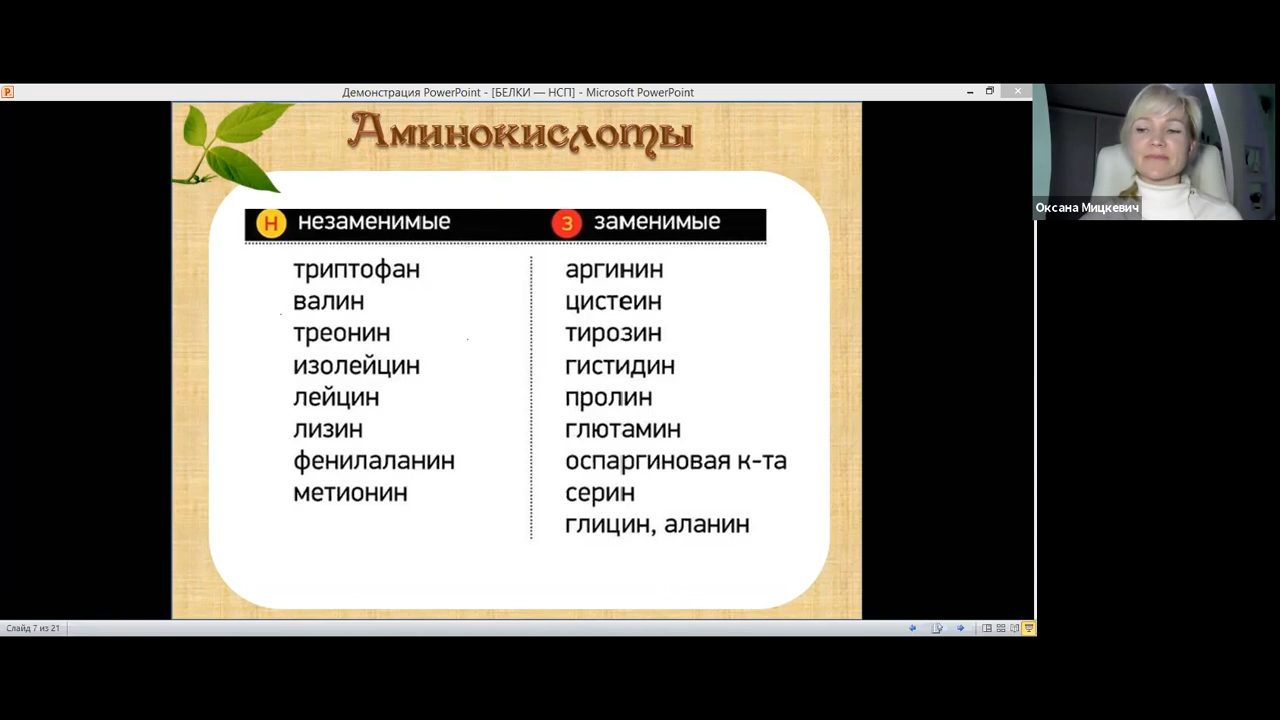 Демонстрация PowerPoint - [БЕЛКИ — НСП] - Microsoft PowerPoint
Аминокислоты
Н незаменимые З заменимые
триптофан аргинин
валин цистеин
треонин тирозин
изолейцин гистидин
лейцин пролин
лизин глютамин
фенилаланин оспаргиновая к-та
метионин серин
глицин, аланин
Оксана Мицкевич
Слайд 7 из 21